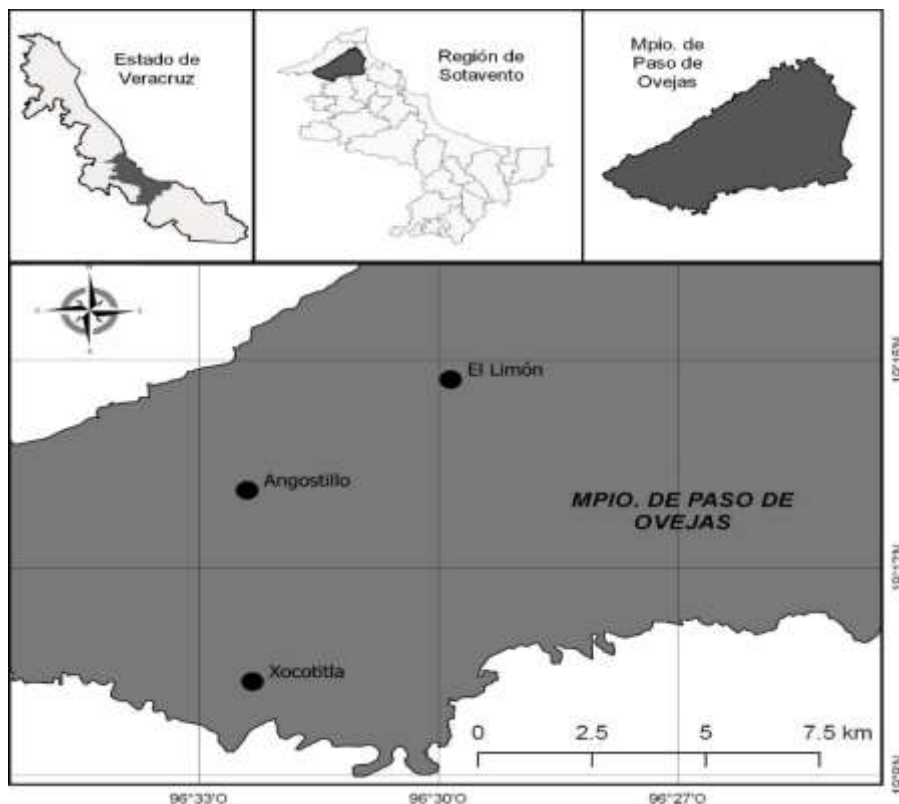 Estado de
Veracruz
Región de
Sotavento
Mpio. de
Paso de
Ovejas
El Limón
Angostillo
MPIO. DE PASO DE
OVEJAS
Xocotitla
0 2.5 5 7.5 km
96°33'O 96°30'O 96°27'O